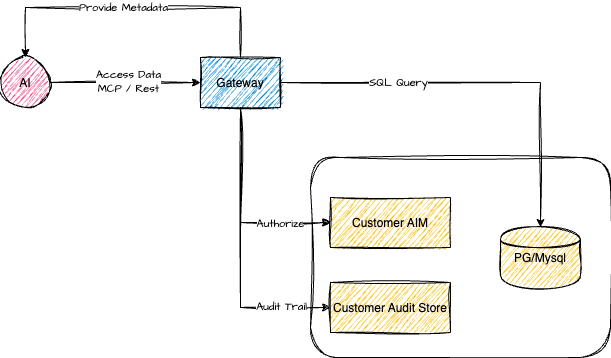 Provide Metadata
AI
Access Data
MCP / Rest
Gateway
SQL Query
Authorize
Customer AIM
PG/Mysql
Audit Trail
Customer Audit Store